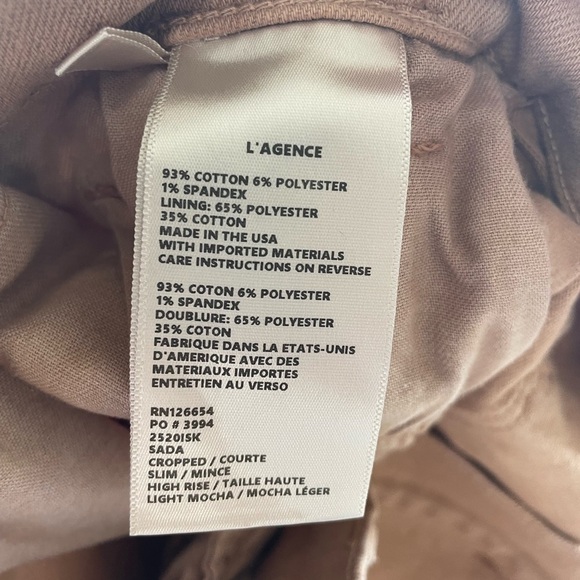 L'AGENCE
93% COTTON 6% POLYESTER
1% SPANDEX
LINING: 65% POLYESTER
35% COTTON
MADE IN THE USA
WITH IMPORTED MATERIALS
CARE INSTRUCTIONS ON REVERSE
93% COTON 6% POLYESTER
1% SPANDEX
DOUBLURE: 65% POLYESTER
35% COTON
FABRIQUE DANS LA ETATS-UNIS
D'AMERIQUE AVEC DES
MATERIAUX IMPORTES
ENTRETIEN AU VERSO
RN126654
PO # 3994
2520ISK
SADA
CROPPED / COURTE
SLIM / MINCE
HIGH RISE / TAILLE HAUTE
LIGHT MOCHA / MOCHA LÉGER